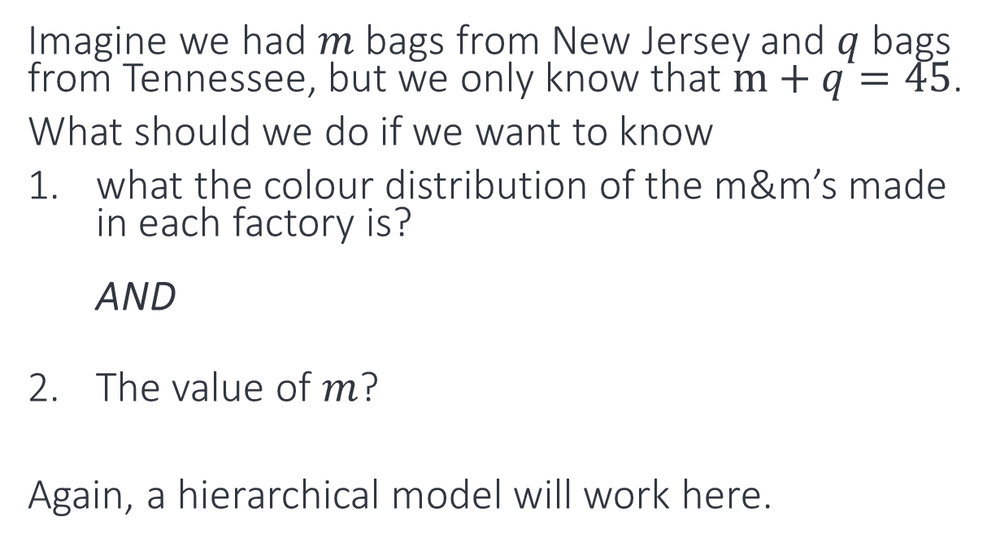 Imagine we had m bags from New Jersey and q bags
from Tennessee, but we only know that m + q = 45.
What should we do if we want to know
1. what the colour distribution of the m&m’s made
in each factory is?
AND
2. The value of m?
Again, a hierarchical model will work here.